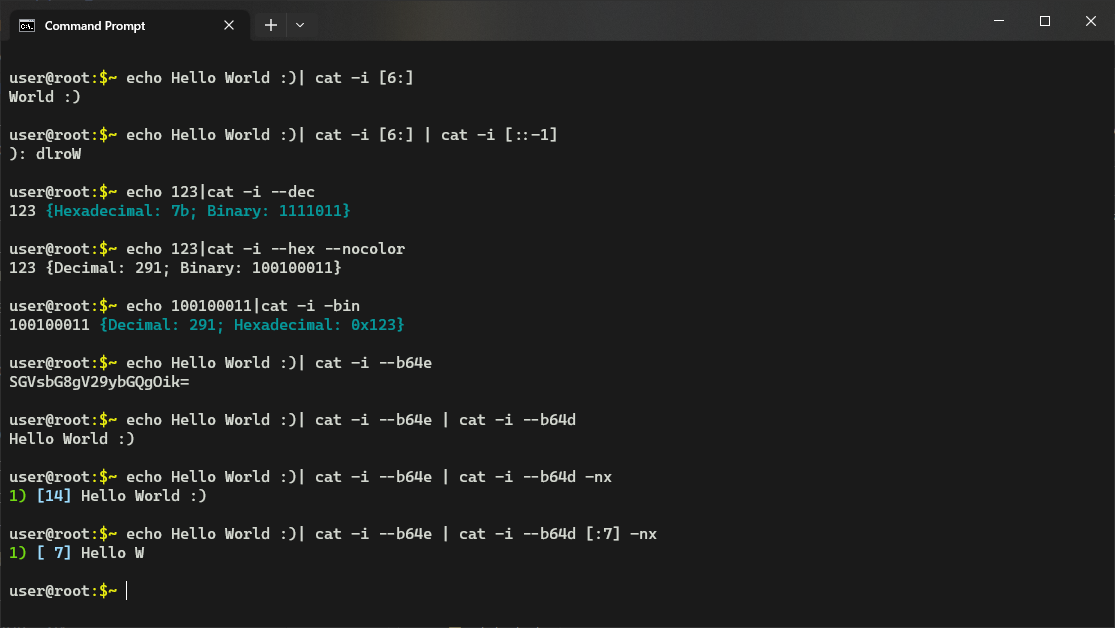 Command Prompt
user@root:$~ echo Hello World :)| cat -i [6:]
World :)
user@root:$~ echo Hello World :)| cat -i [6:] | cat -i [::-1]
): dlroW
user@root:$~ echo 123|cat -i --dec
123 {Hexadecimal: 7b; Binary: 1111011}
user@root:$~ echo 123|cat -i --hex --nocolor
123 {Decimal: 291; Binary: 100100011}
user@root:$~ echo 100100011|cat -i -bin
100100011 {Decimal: 291; Hexadecimal: 0x123}
user@root:$~ echo Hello World :)| cat -i --b64e
SGVsbG8gV29ybGQgOik=
user@root:$~ echo Hello World :)| cat -i --b64e | cat -i --b64d
Hello World :)
user@root:$~ echo Hello World :)| cat -i --b64e | cat -i --b64d -nx
1) [14] Hello World :)
user@root:$~ echo Hello World :)| cat -i --b64e | cat -i --b64d [:7] -nx
1) [ 7] Hello W
user@root:$~